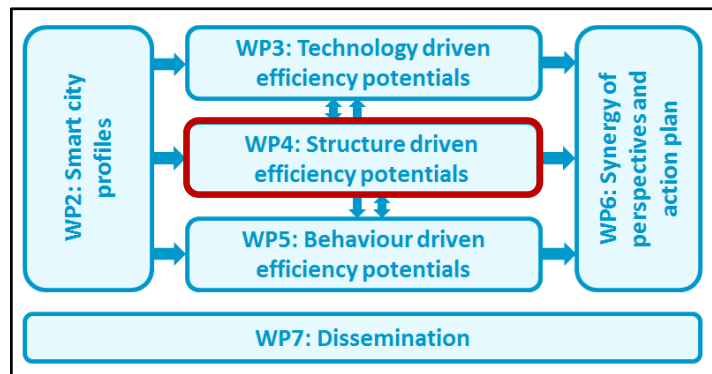 WP2: Smart city
profiles
WP3: Technology driven
efficiency potentials
WP4: Structure driven
efficiency potentials
WP5: Behaviour driven
efficiency potentials
WP6: Synergy of
perspectives and
action plan
WP7: Dissemination